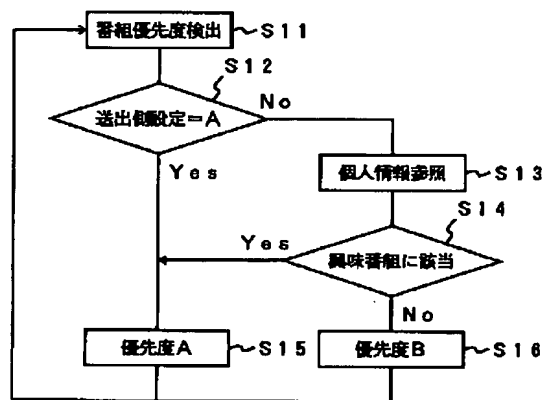 番組優先度検出 S11
S12
送出側設定=A
No
Yes
個人情報参照 S13
S14
Yes
興味番組に該当
No
優先度A S15
優先度B S16